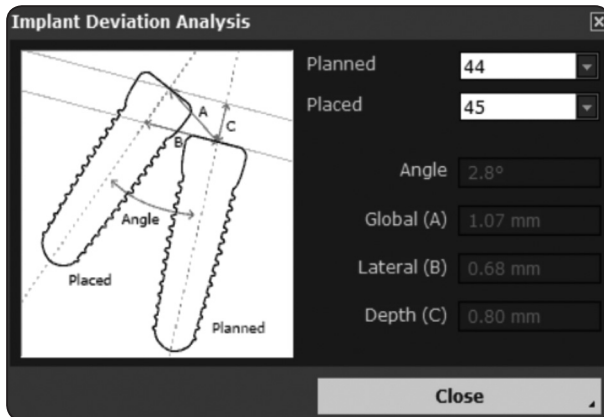 Implant Deviation Analysis
Planned 44
Placed 45
A
C
B
Angle
Placed
Planned
Angle 2.8°
Global (A) 1.07 mm
Lateral (B) 0.68 mm
Depth (C) 0.80 mm
Close